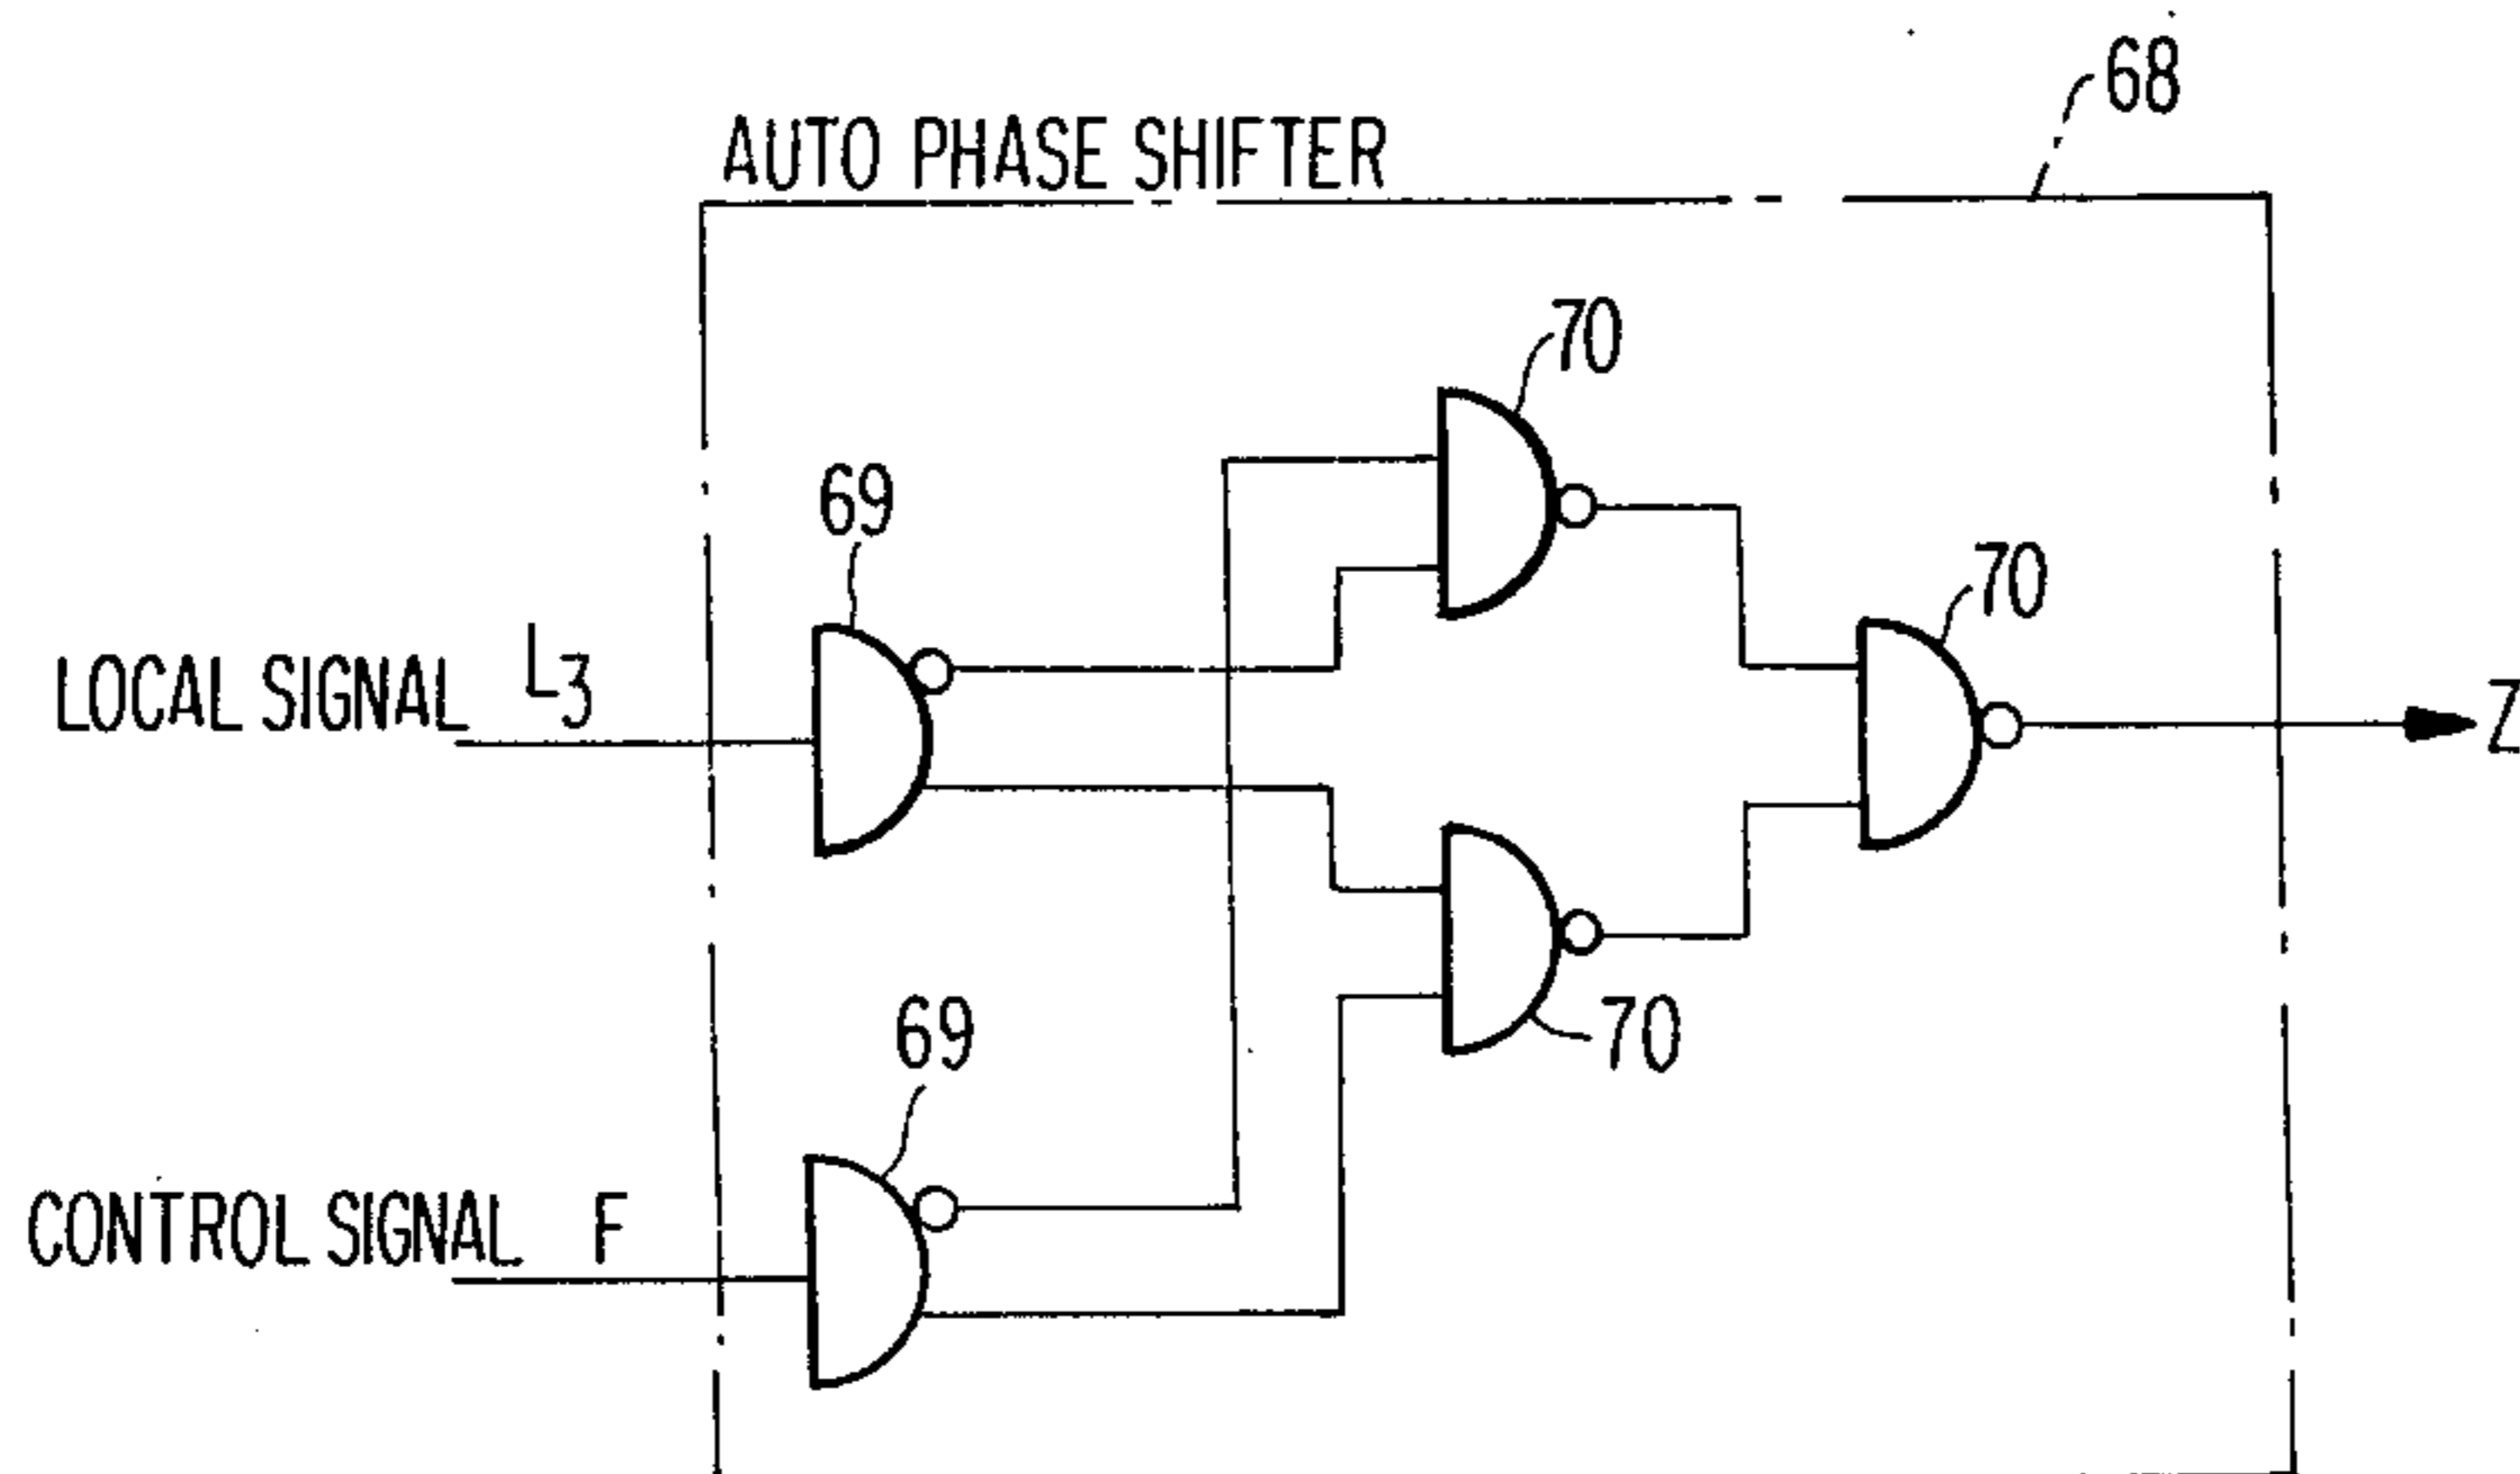 68
AUTO PHASE SHIFTER
70
69
70
LOCAL SIGNAL L3
Z
69
70
CONTROL SIGNAL F